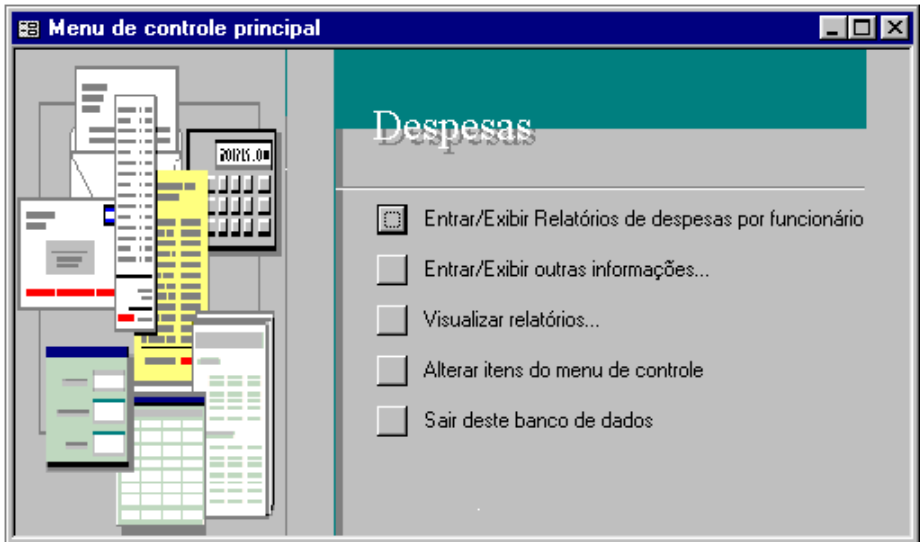 Menu de controle principal
Despesas
Entrar/Exibir Relatórios de despesas por funcionário
Entrar/Exibir outras informações...
Visualizar relatórios...
Alterar itens do menu de controle
Sair deste banco de dados